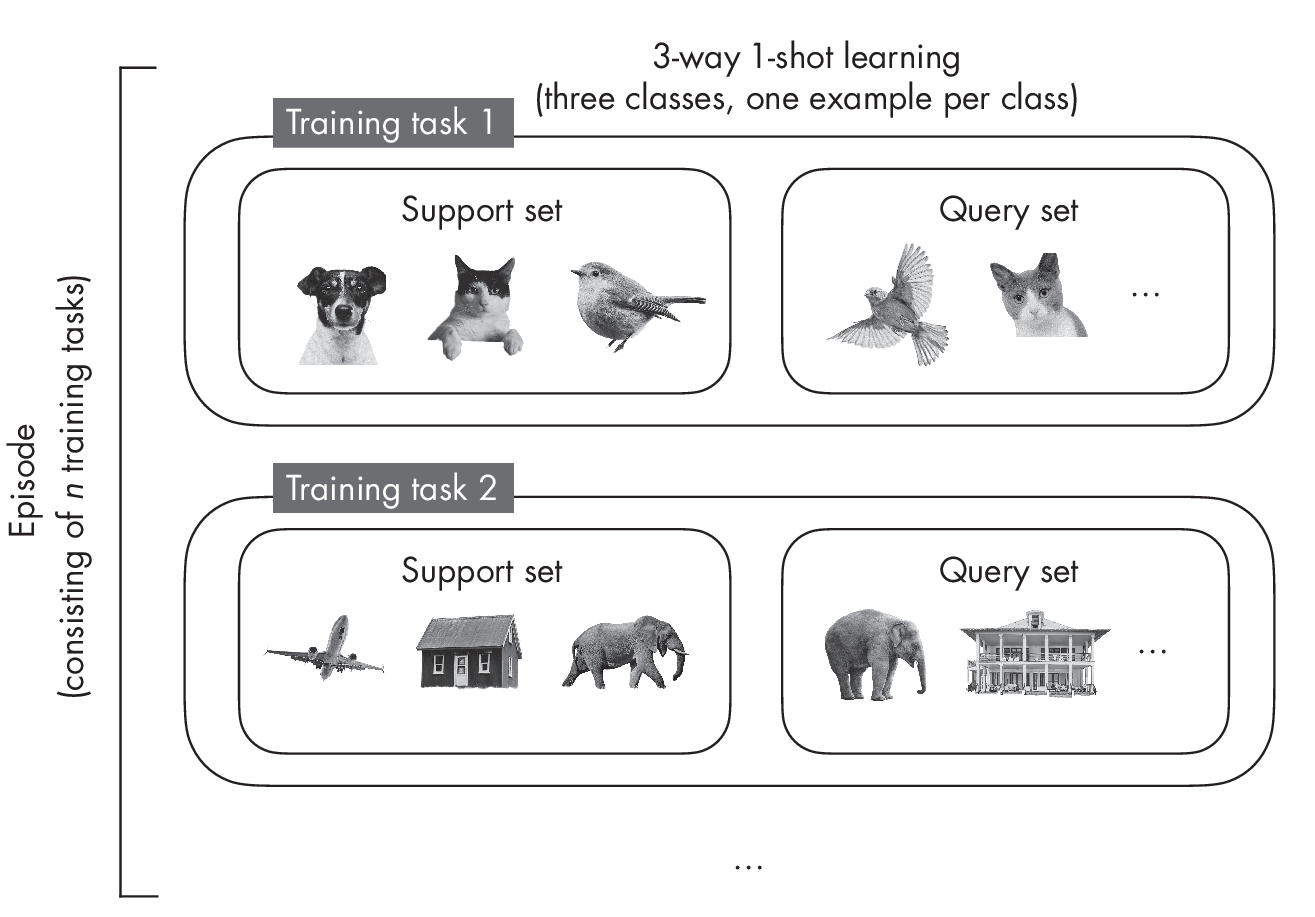 3-way 1-shot learning
(three classes, one example per class)
Training task 1
Support set
Query set
...
Episode
(consisting of n training tasks)
Training task 2
Support set
Query set
...
...